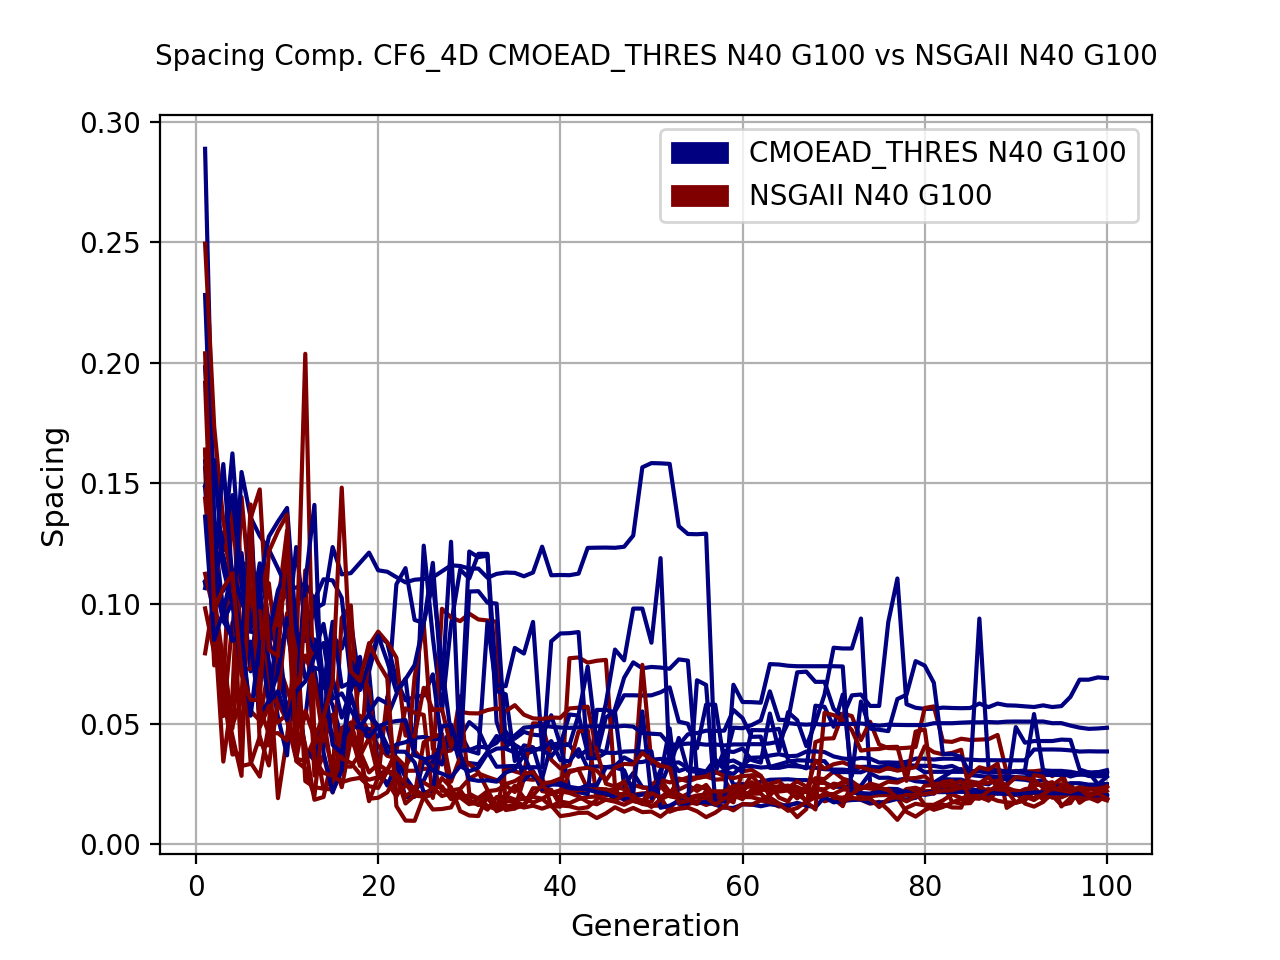 Spacing Comp. CF6_4D CMOEAD_THRES N40 G100 vs NSGAII N40 G100
0.30
0.25
0.20
0.15
0.10
0.05
0.00
Spacing
CMOEAD_THRES N40 G100
NSGAII N40 G100
0 20 40 60 80 100
Generation